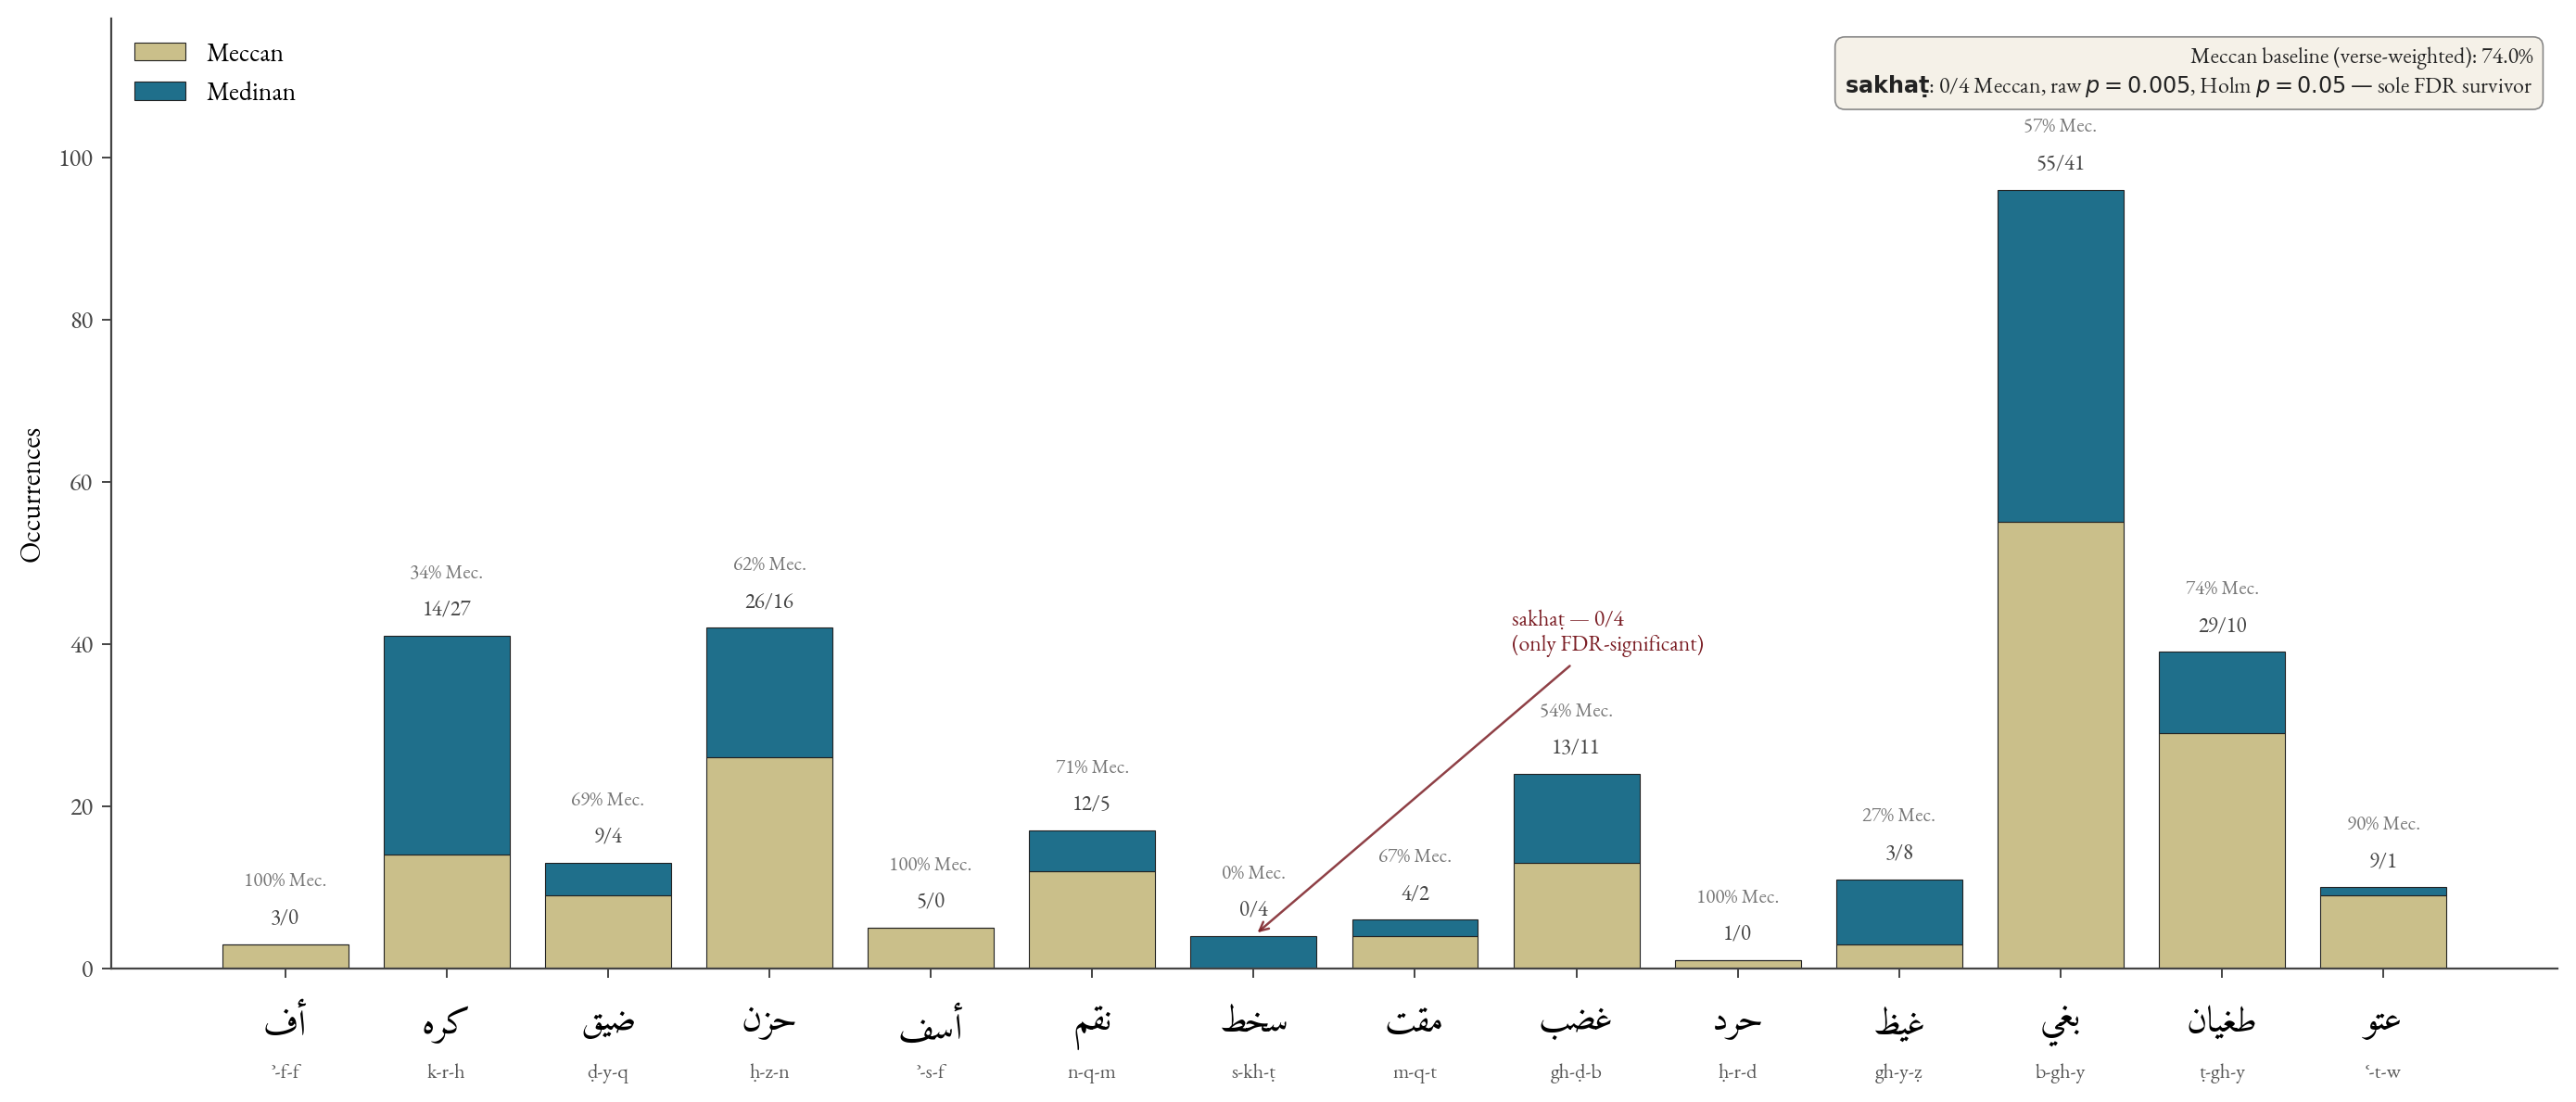 Meccan
Medinan
Meccan baseline (verse-weighted): 74.0%
sakhaṭ: 0/4 Meccan, raw p = 0.005, Holm p = 0.05 — sole FDR survivor
Occurrences
100
80
60
40
20
0
100% Mec.
3/0
34% Mec.
14/27
69% Mec.
9/4
62% Mec.
26/16
100% Mec.
5/0
71% Mec.
12/5
0% Mec.
0/4
67% Mec.
4/2
sakhaṭ — 0/4
(only FDR-significant)
54% Mec.
13/11
100% Mec.
1/0
27% Mec.
3/8
57% Mec.
55/41
74% Mec.
29/10
90% Mec.
9/1
أف
كره
ضيق
حزن
أسف
نقم
سخط
مقت
غضب
حرد
غيظ
بغي
طغيان
عتو
ʾ-f-f
k-r-h
ḍ-y-q
ḥ-z-n
ʾ-s-f
n-q-m
s-kh-ṭ
m-q-t
gh-ḍ-b
ḥ-r-d
gh-y-ẓ
b-gh-y
ṭ-gh-y
ʿ-t-w